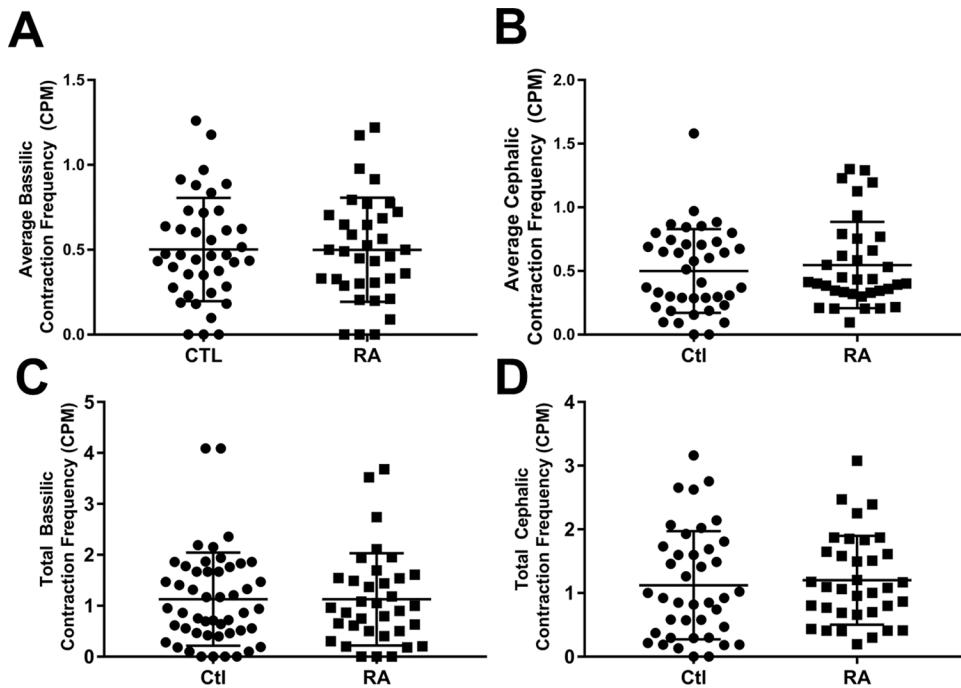 A
Average Bassilic
Contraction Frequency (CPM)
1.5
1.0
0.5
0.0
CTL RA
B
Average Cephalic
Contraction Frequency (CPM)
2.0
1.5
1.0
0.5
0.0
Ctl RA
C
Total Bassilic
Contraction Frequency (CPM)
5
4
3
2
1
0
Ctl RA
D
Total Cephalic
Contraction Frequency (CPM)
4
3
2
1
0
Ctl RA